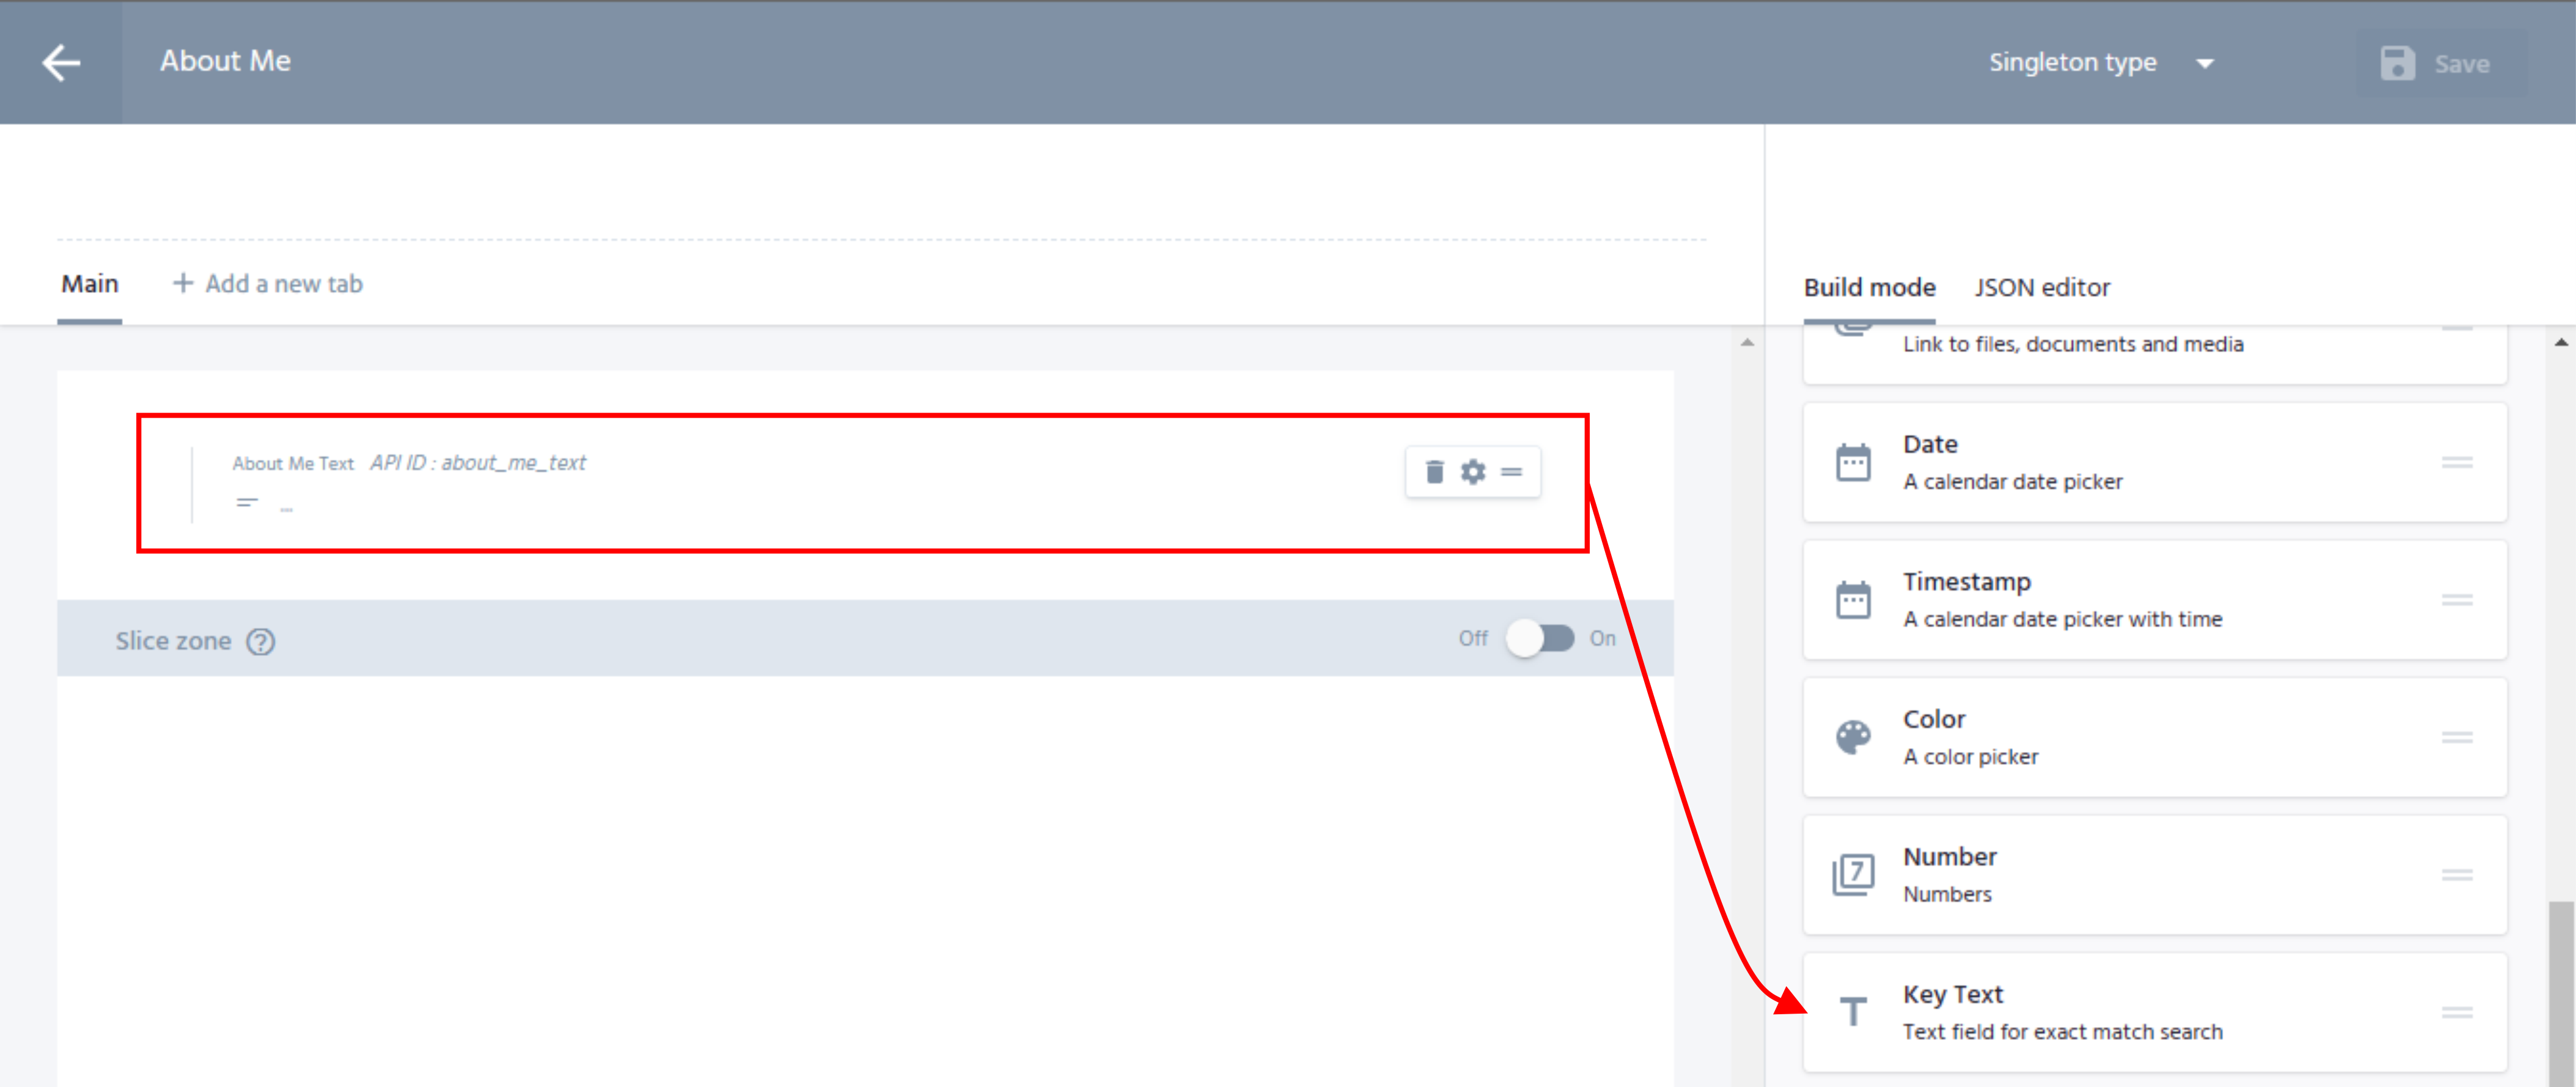 About Me
Singleton type
Save
Main
+ Add a new tab
Build mode
JSON editor
Link to files, documents and media
About Me Text API ID : about_me_text
...
Slice zone ?
Off
On
Date
A calendar date picker
Timestamp
A calendar date picker with time
Color
A color picker
7
Number
Numbers
T
Key Text
Text field for exact match search